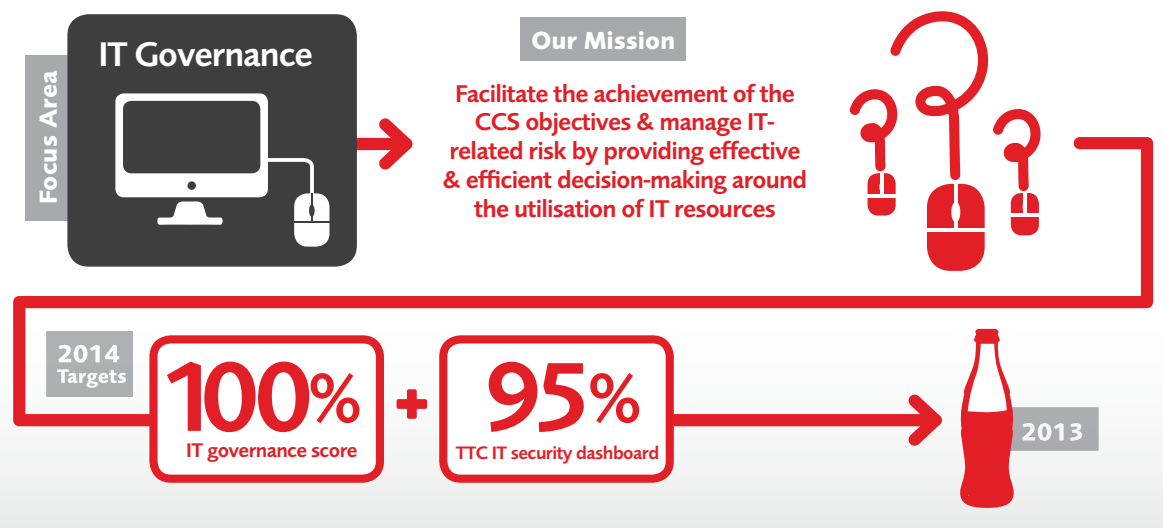 Focus Area
IT Governance
Our Mission
Facilitate the achievement of the
CCS objectives & manage IT-
related risk by providing effective
& efficient decision-making around
the utilisation of IT resources
2014
Targets
100%
IT governance score
+
95%
TTC IT security dashboard
2013